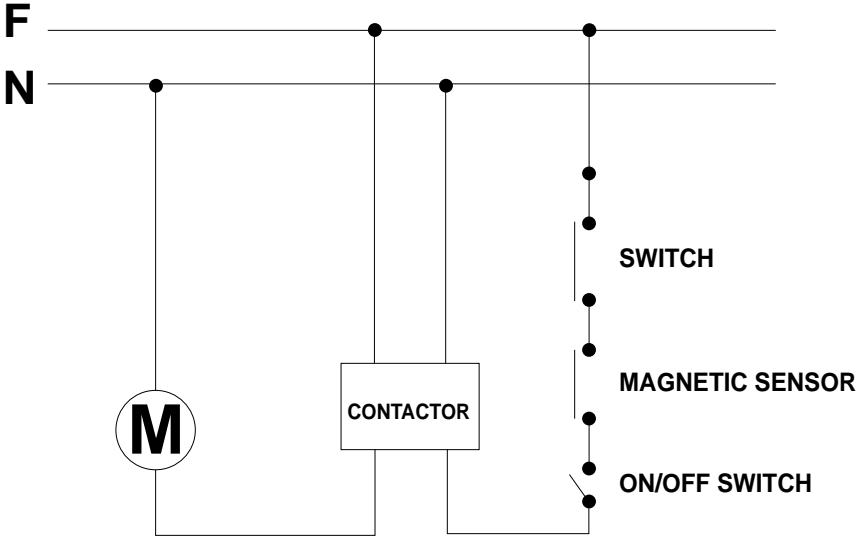 F
N
SWITCH
MAGNETIC SENSOR
CONTACTOR
M
ON/OFF SWITCH